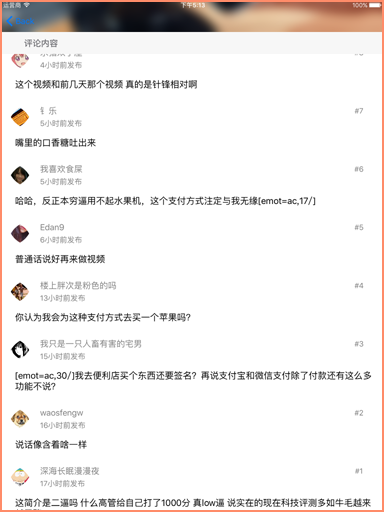 运营商
下午5:13
100%
评论内容
4小时前发布
这个视频和前几天那个视频 真的是针锋相对啊
钅乐
#7
5小时前发布
嘴里的口香糖吐出来
我喜欢食屎
#6
5小时前发布
哈哈，反正本穷逼用不起水果机，这个支付方式注定与我无缘[emot=ac,17/]
Edan9
#5
6小时前发布
普通话说好再来做视频
楼上胖次是粉色的吗
#4
13小时前发布
你认为我会为这种支付方式去买一个苹果吗?
我只是一只人畜有害的宅男
#3
15小时前发布
[emot=ac,30/]我去便利店买个东西还要签名？再说支付宝和微信支付除了付款还有这么多
功能不说?
waosfengw
#2
16小时前发布
说话像含着啥一样
深海长眠漫漫夜
#1
17小时前发布
这简介是二逼吗 什么高管给自己打了1000分 真low逼 说实在的现在科技评测多如牛毛越来